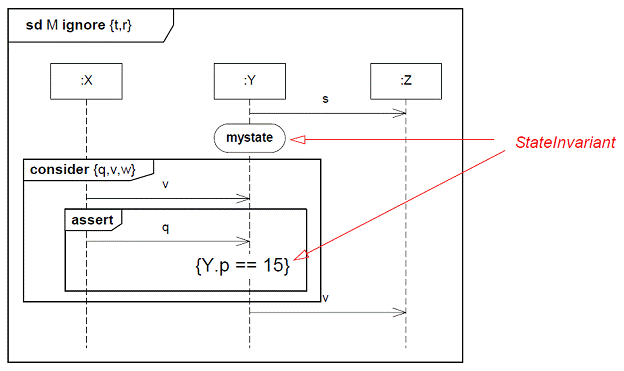 sd M ignore {t,r}
:X
:Y
:Z
s
mystate
StateInvariant
consider {q,v,w}
v
assert
q
{Y.p == 15}
v